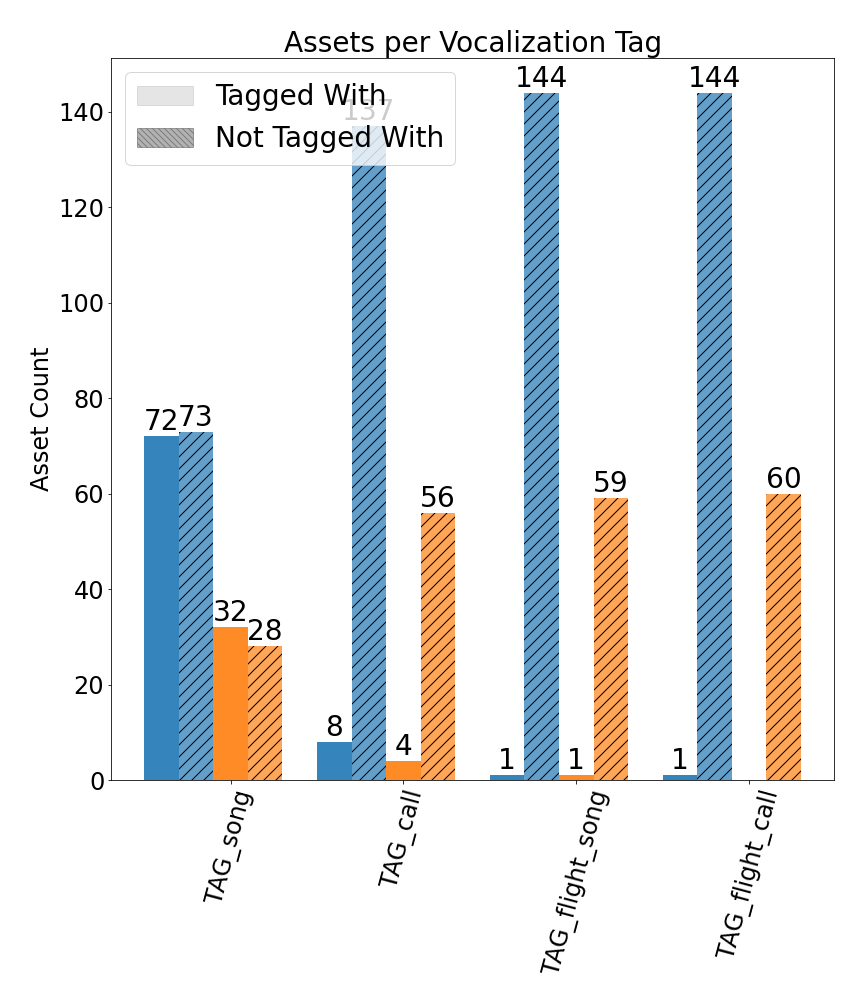 Assets per Vocalization Tag
Tagged With
Not Tagged With
137
144
144
140
120
100
80
60
40
20
0
Asset Count
72
73
32
28
8
4
56
1
1
59
1
60
TAG_song
TAG_call
TAG_flight_song
TAG_flight_call